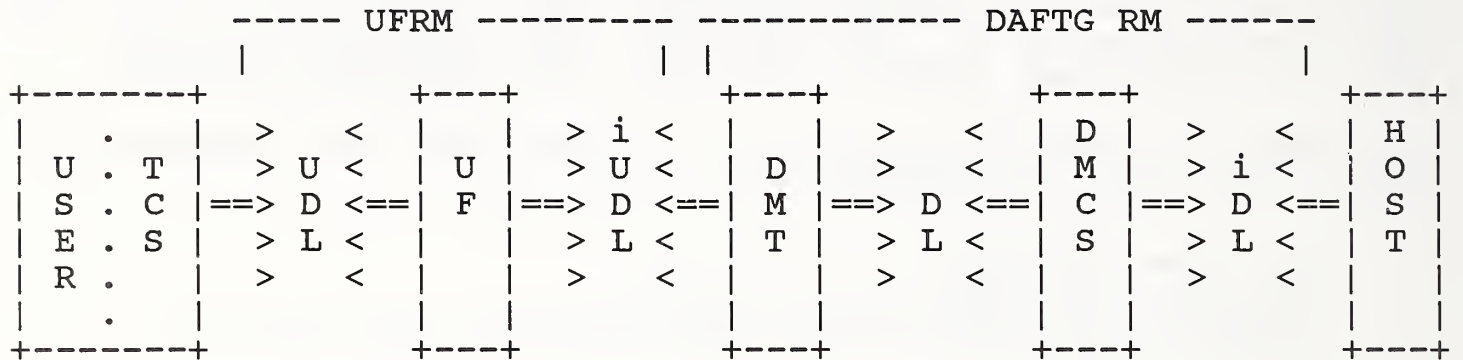 ----- UFRM --------- ------------- DAFTG RM ------
| | | |
+--------+ +---+ +---+ +---+ +---+
| . | > < | | > i < | | > < | D | > < | H |
| U . T | > U < | U | > U < | D | > < | M | > i < | O |
| S . C |==> D <==| F |==> D <==| M |==> D <==| C |==> D <==| S |
| E . S | > L < | | > L < | T | > L < | S | > L < | T |
| R . | > < | | > < | | > < | | > < | |
| . | | | | | | | | |
+--------+ +---+ +---+ +---+ +---+